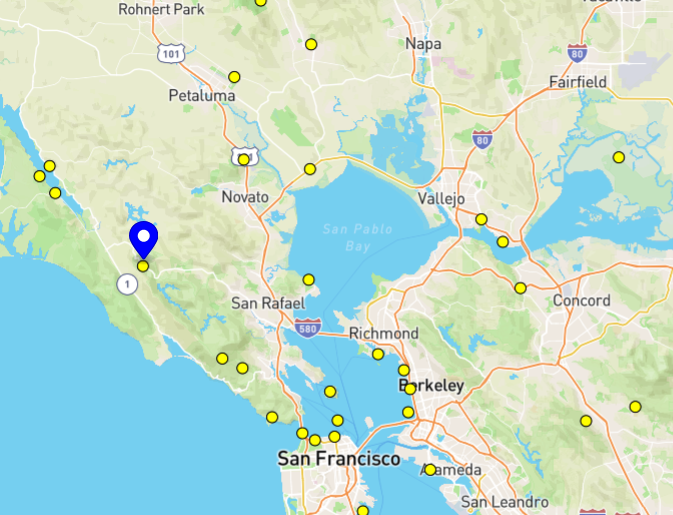 Rohnert Park
101
Napa
80
Fairfield
Petaluma
80
Novato
Vallejo
San Pablo
Bay
1
San Rafael
Concord
580
Richmond
Berkeley
San Francisco
Alameda
San Leandro